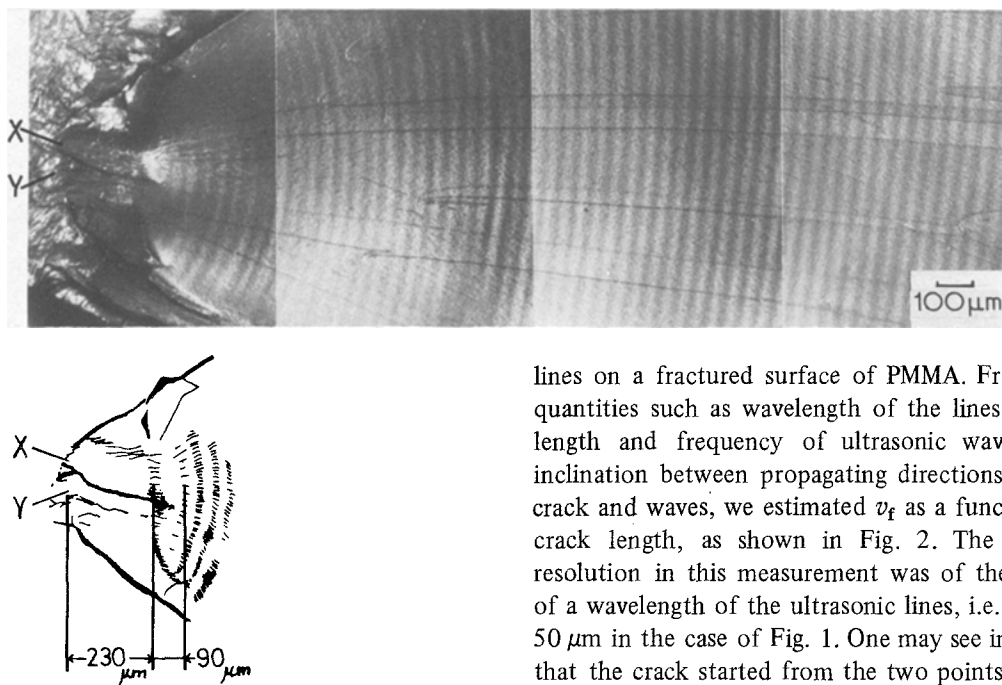 X
Y
100μm
X
Y
230 μm
90 μm
lines on a fractured surface of PMMA. Fr
quantities such as wavelength of the lines
length and frequency of ultrasonic wav
inclination between propagating directions
crack and waves, we estimated vf as a func
crack length, as shown in Fig. 2. The
resolution in this measurement was of the
of a wavelength of the ultrasonic lines, i.e.
50 μm in the case of Fig. 1. One may see in
that the crack started from the two points